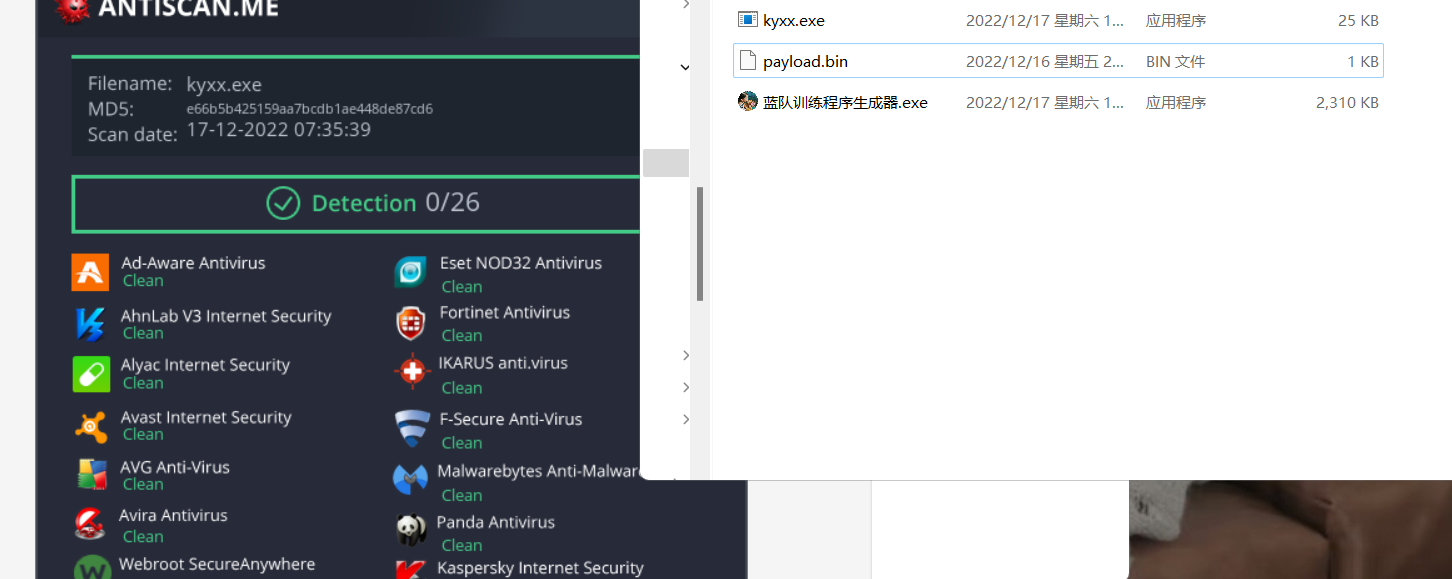 ANTISCAN.ME
Filename: kyxx.exe
MD5: e66b5b425159aa7bcdb1ae448de87cd6
Scan date: 17-12-2022 07:35:39
Detection 0/26
Ad-Aware Antivirus
Clean
AhnLab V3 Internet Security
Clean
Alyac Internet Security
Clean
Avast Internet Security
Clean
AVG Anti-Virus
Clean
Avira Antivirus
Clean
Webroot SecureAnywhere
Eset NOD32 Antivirus
Clean
Fortinet Antivirus
Clean
IKARUS anti.virus
Clean
F-Secure Anti-Virus
Clean
Malwarebytes Anti-Malware
Clean
Panda Antivirus
Clean
Kaspersky Internet Security
kyxx.exe 2022/12/17 星期六 1... 应用程序 25 KB
payload.bin 2022/12/16 星期五 2... BIN 文件 1 KB
蓝队训练程序生成器.exe 2022/12/17 星期六 1... 应用程序 2,310 KB